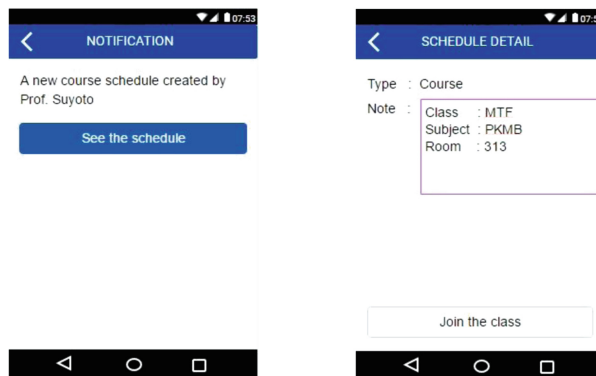 07:53
NOTIFICATION
A new course schedule created by
Prof. Suyoto
See the schedule
SCHEDULE DETAIL
Type : Course
Note :
Class : MTF
Subject : PKMB
Room : 313
Join the class